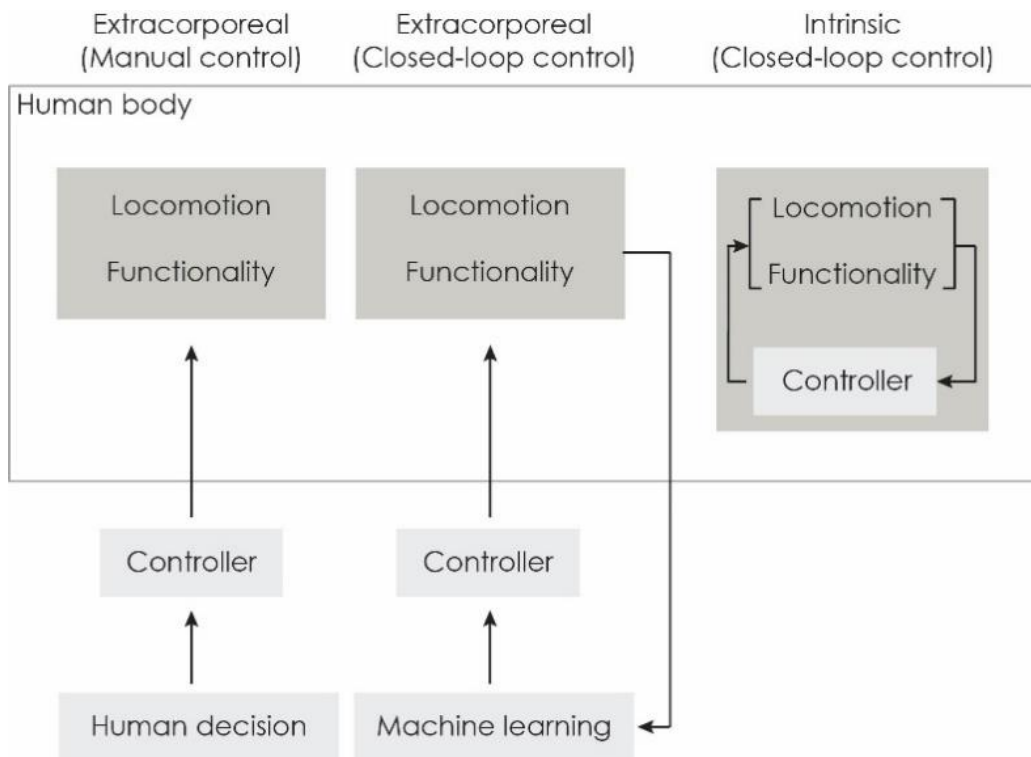 Extracorporeal
(Manual control)
Extracorporeal
(Closed-loop control)
Intrinsic
(Closed-loop control)
Human body
Locomotion
Functionality
Locomotion
Functionality
Locomotion
Functionality
Controller
Controller
Controller
Human decision
Machine learning